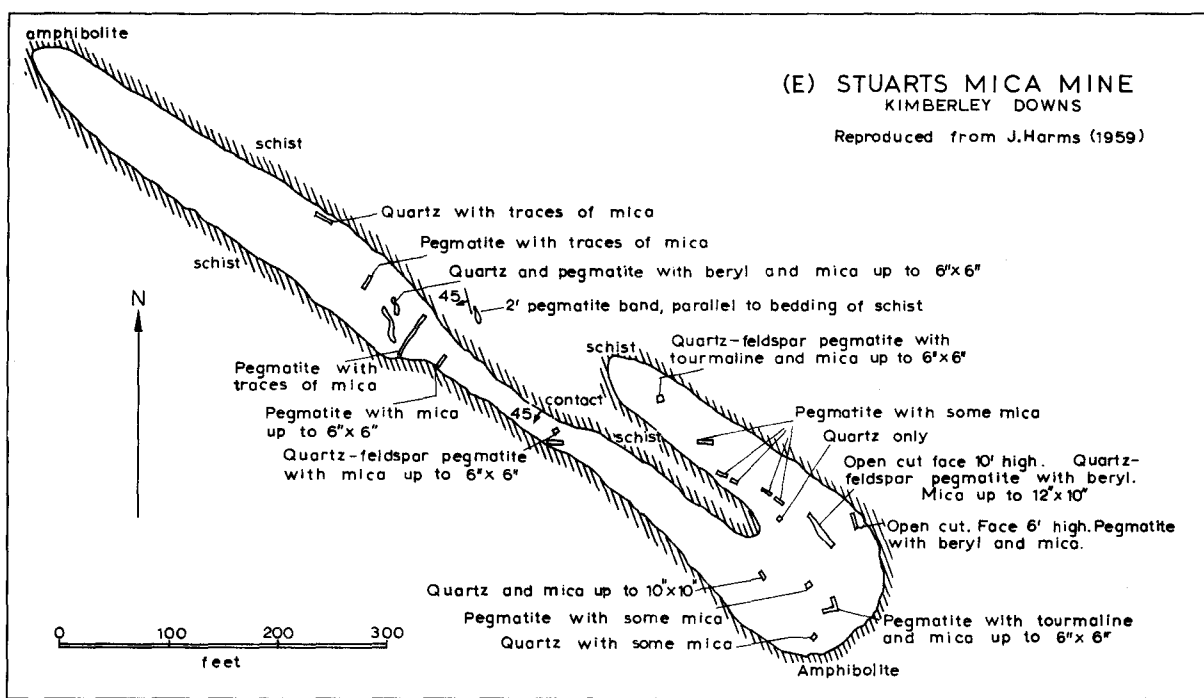 amphibolite
(E) STUARTS MICA MINE
KIMBERLEY DOWNS
Reproduced from J.Harms (1959)
schist
Quartz with traces of mica
Pegmatite with traces of mica
schist
Quartz and pegmatite with beryl and mica up to 6"x 6"
N
45
2' pegmatite band, parallel to bedding of schist
Quartz-feldspar pegmatite with
tourmaline and mica up to 6"x 6"
schist
Pegmatite with
traces of mica
contact
45
Pegmatite with mica
up to 6"x 6"
Pegmatite with some mica
schist
Quartz only
Quartz-feldspar pegmatite
with mica up to 6"x 6"
Open cut face 10' high. Quartz-
feldspar pegmatite with beryl.
Mica up to 12"x 10"
Open cut. Face 6' high. Pegmatite
with beryl and mica.
Quartz and mica up to 10"x 10"
Pegmatite with some mica
Quartz with some mica
Pegmatite with tourmaline
and mica up to 6"x 6"
Amphibolite
0 100 200 300
feet